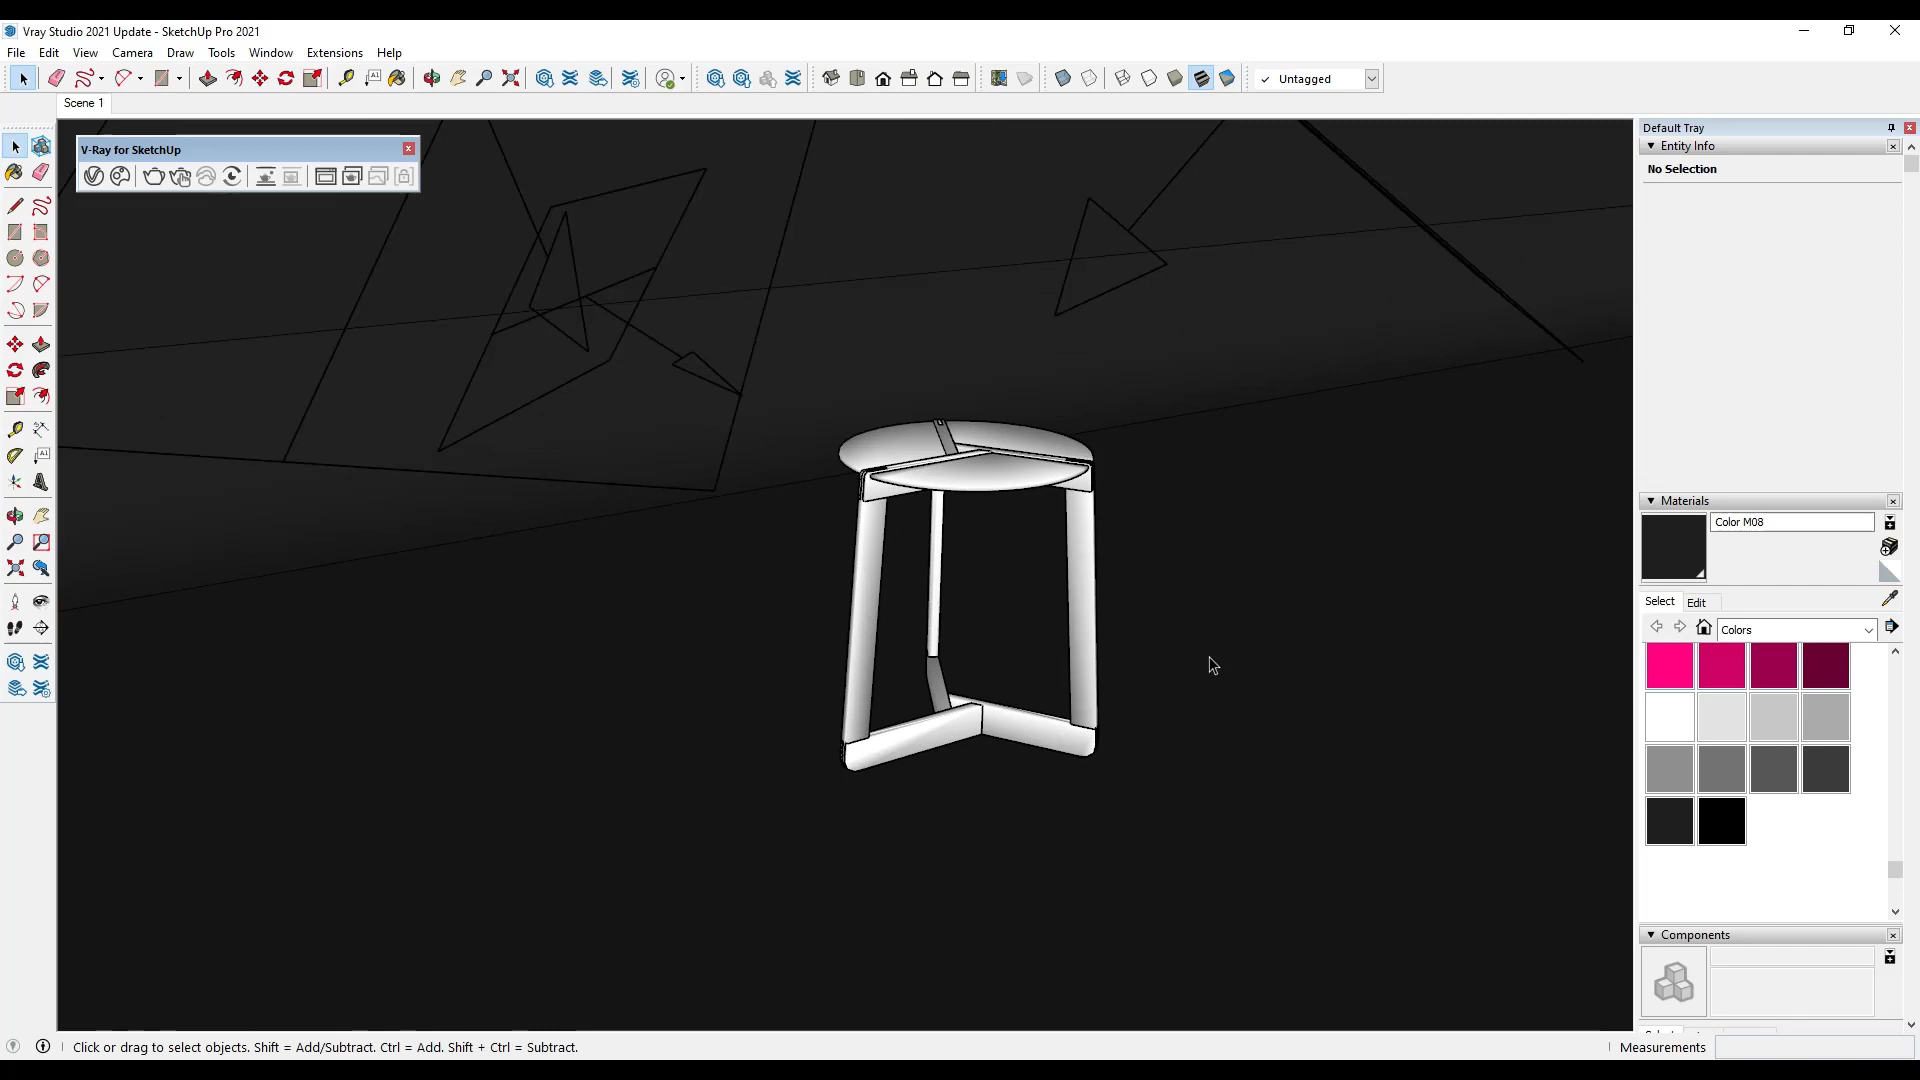 Vray Studio 2021 Update - SketchUp Pro 2021
File Edit View Camera Draw Tools Window Extensions Help
Untagged
Scene 1
V-Ray for SketchUp
Default Tray
Entity Info
No Selection
Materials
Color M08
Select Edit
Colors
Components
Click or drag to select objects. Shift = Add/Subtract. Ctrl = Add. Shift + Ctrl = Subtract.
Measurements